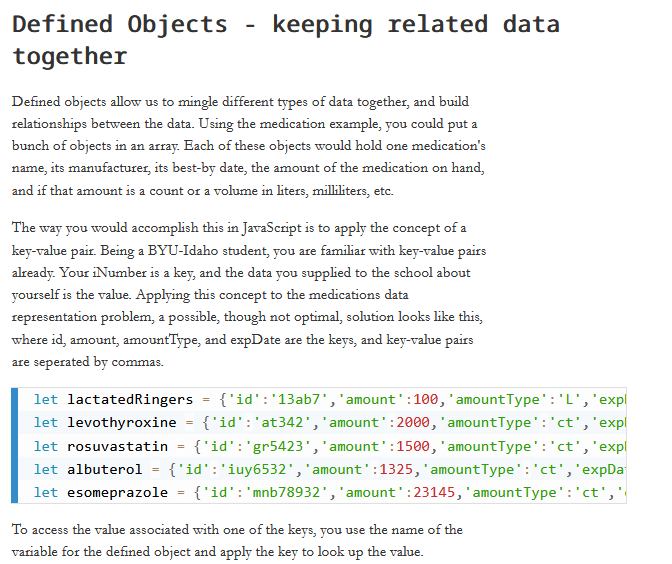 Defined Objects - keeping related data
together
Defined objects allow us to mingle different types of data together, and build
relationships between the data. Using the medication example, you could put a
bunch of objects in an array. Each of these objects would hold one medication's
name, its manufacturer, its best-by date, the amount of the medication on hand,
and if that amount is a count or a volume in liters, milliliters, etc.
The way you would accomplish this in JavaScript is to apply the concept of a
key-value pair. Being a BYU-Idaho student, you are familiar with key-value pairs
already. Your iNumber is a key, and the data you supplied to the school about
yourself is the value. Applying this concept to the medications data
representation problem, a possible, though not optimal, solution looks like this,
where id, amount, amountType, and expDate are the keys, and key-value pairs
are seperated by commas.
let lactatedRingers = {'id':'13ab7','amount':100,'amountType':'L','exp
let levothyroxine = {'id':'at342','amount':2000,'amountType':'ct','exp
let rosuvastatin = {'id':'gr5423','amount':1500,'amountType':'ct','exp
let albuterol = {'id':'iuy6532','amount':1325,'amountType':'ct','expDa
let esomeprazole = {'id':'mnb78932','amount':23145,'amountType':'ct','
To access the value associated with one of the keys, you use the name of the
variable for the defined object and apply the key to look up the value.